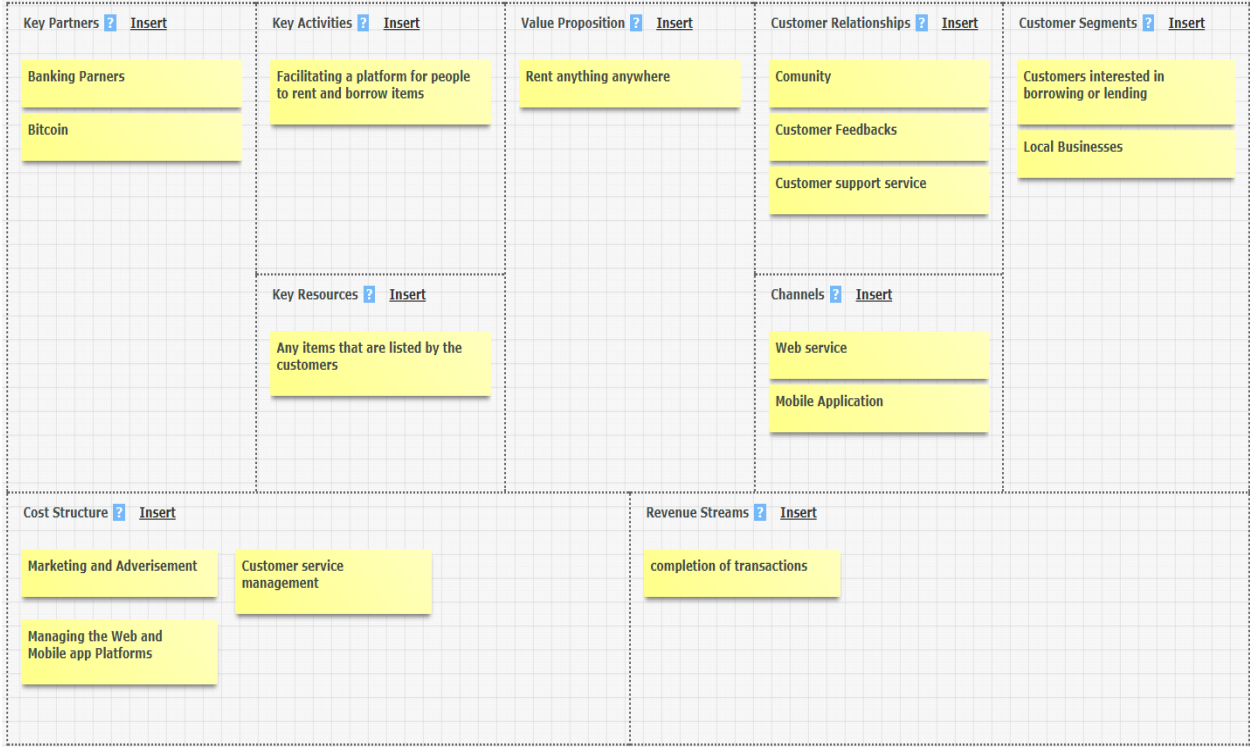 Key Partners ? Insert
Banking Parners
Bitcoin
Key Activities ? Insert
Facilitating a platform for people
to rent and borrow items
Key Resources ? Insert
Any items that are listed by the
customers
Value Proposition ? Insert
Rent anything anywhere
Customer Relationships ? Insert
Comunity
Customer Feedbacks
Customer support service
Channels ? Insert
Web service
Mobile Application
Customer Segments ? Insert
Customers interested in
borrowing or lending
Local Businesses
Cost Structure ? Insert
Marketing and Adverisement
Customer service
management
Managing the Web and
Mobile app Platforms
Revenue Streams ? Insert
completion of transactions